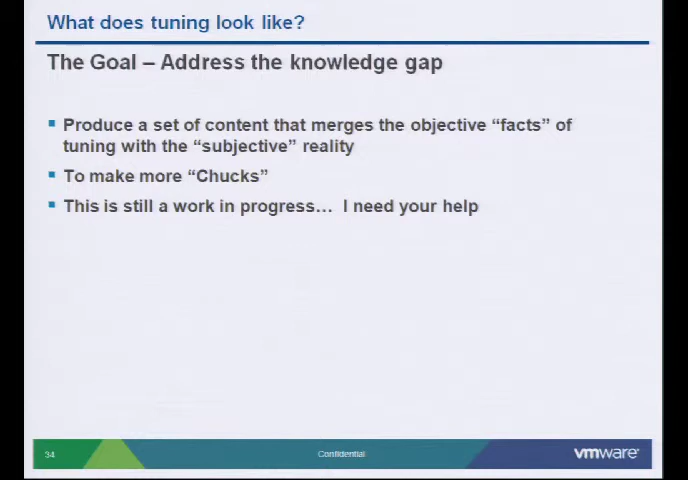 What does tuning look like?
The Goal – Address the knowledge gap
Produce a set of content that merges the objective “facts” of
tuning with the “subjective” reality
To make more “Chucks”
This is still a work in progress… I need your help
34
Confidential
vmware